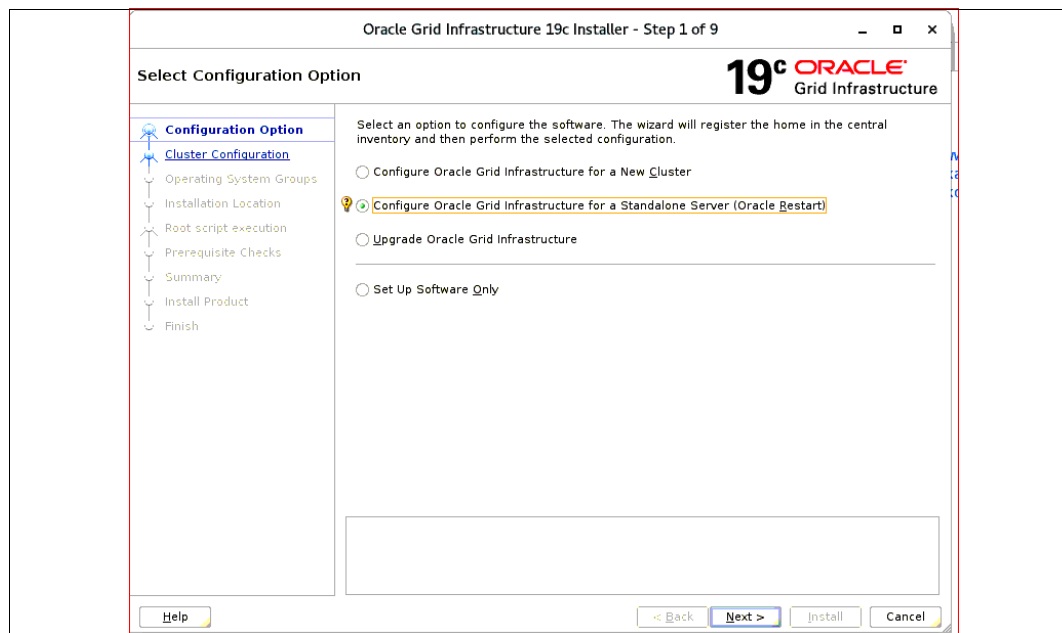 Oracle Grid Infrastructure 19c Installer - Step 1 of 9
Select Configuration Option
19c ORACLE
Grid Infrastructure
Configuration Option
Cluster Configuration
Operating System Groups
Installation Location
Root script execution
Prerequisite Checks
Summary
Install Product
Finish
Select an option to configure the software. The wizard will register the home in the central
inventory and then perform the selected configuration.
Configure Oracle Grid Infrastructure for a New Cluster
Configure Oracle Grid Infrastructure for a Standalone Server (Oracle Restart)
Upgrade Oracle Grid Infrastructure
Set Up Software Only
Help
< Back
Next >
Install
Cancel